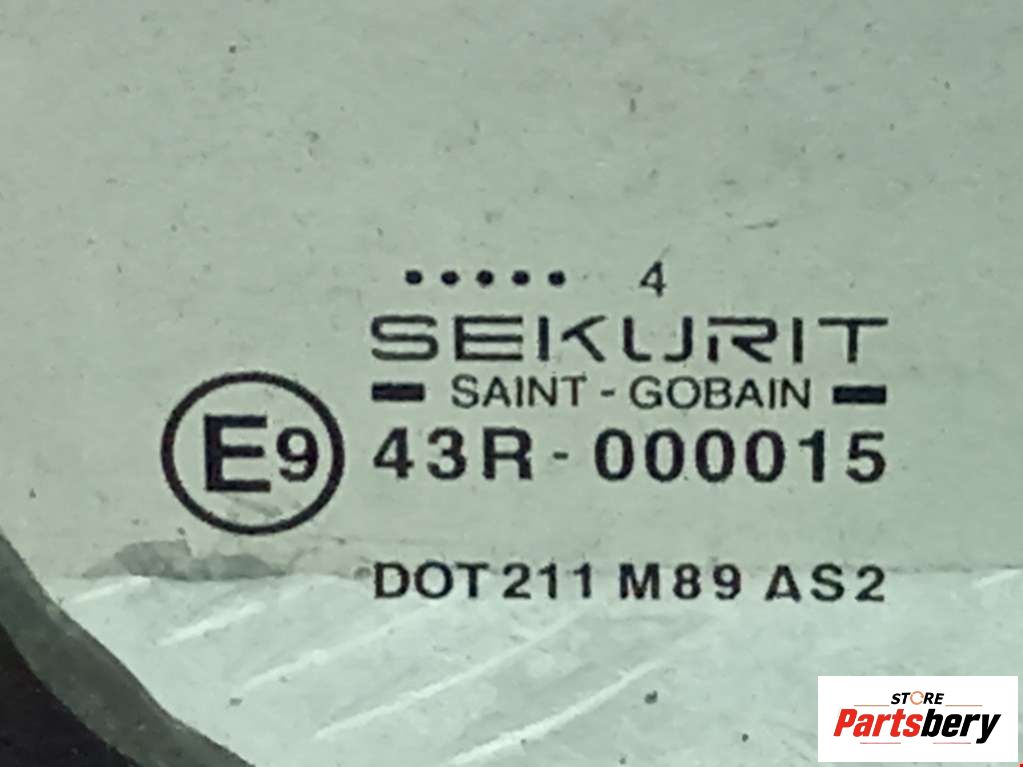 ••••• 4
SEKURIT
SAINT - GOBAIN
E9 43R - 000015
DOT 211 M89 AS2
STORE
Partsbery